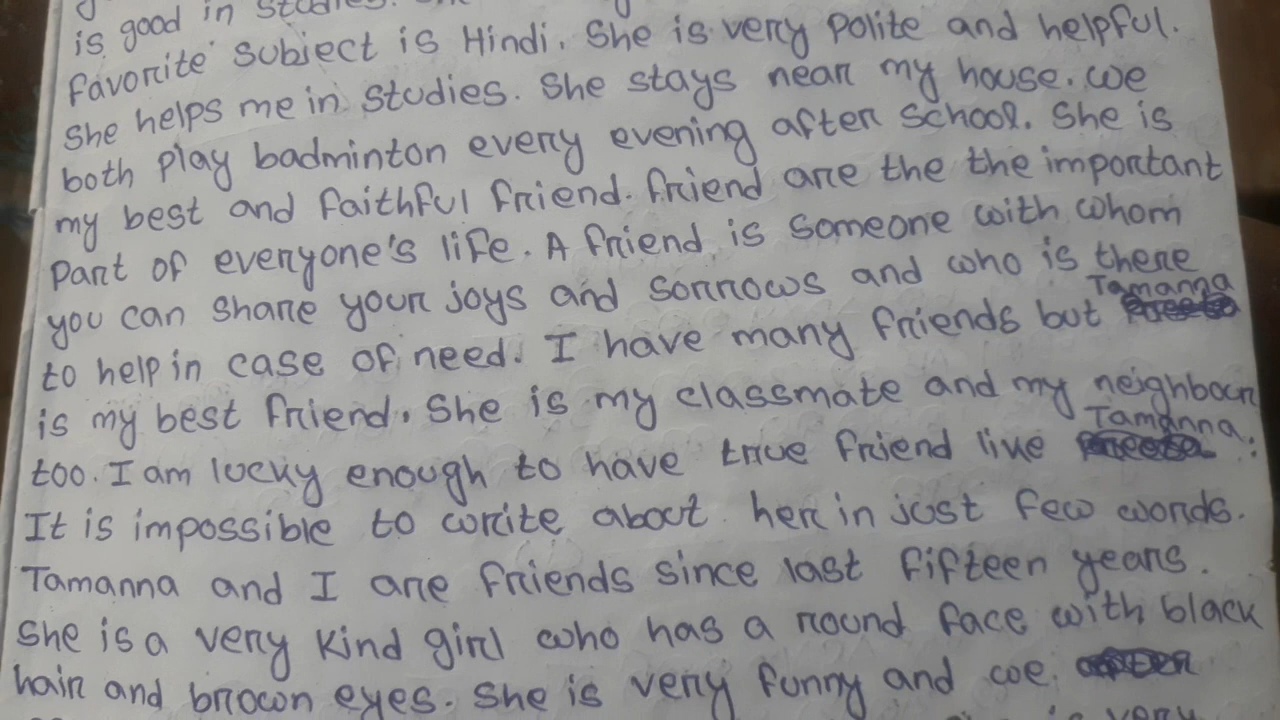 is good in studies. She
favorite subject is Hindi. She is very polite and helpful.
She helps me in studies. She stays near my house. we
both play badminton every evening after school. She is
my best and faithful friend. friend are the the important
part of everyone's life. A friend is someone with whom
you can share your joys and sorrows and who is there
to help in case of need. I have many friends but Tamanna
is my best friend. She is my classmate and my neighbour
too. I am lucky enough to have true friend like Tamanna.
It is impossible to write about her in just few words.
Tamanna and I are friends since last fifteen years.
She is a very kind girl who has a round face with black
hair and brown eyes. She is very funny and we
is very